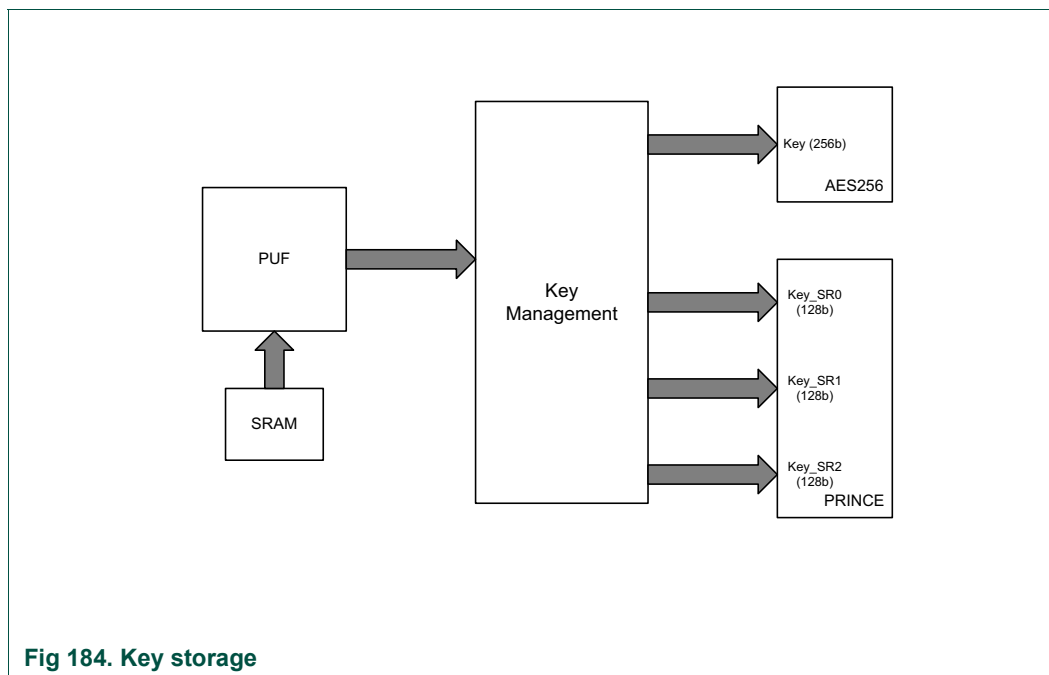 PUF
SRAM
Key
Management
Key (256b)
AES256
Key_SR0
(128b)
Key_SR1
(128b)
Key_SR2
(128b)
PRINCE
Fig 184. Key storage